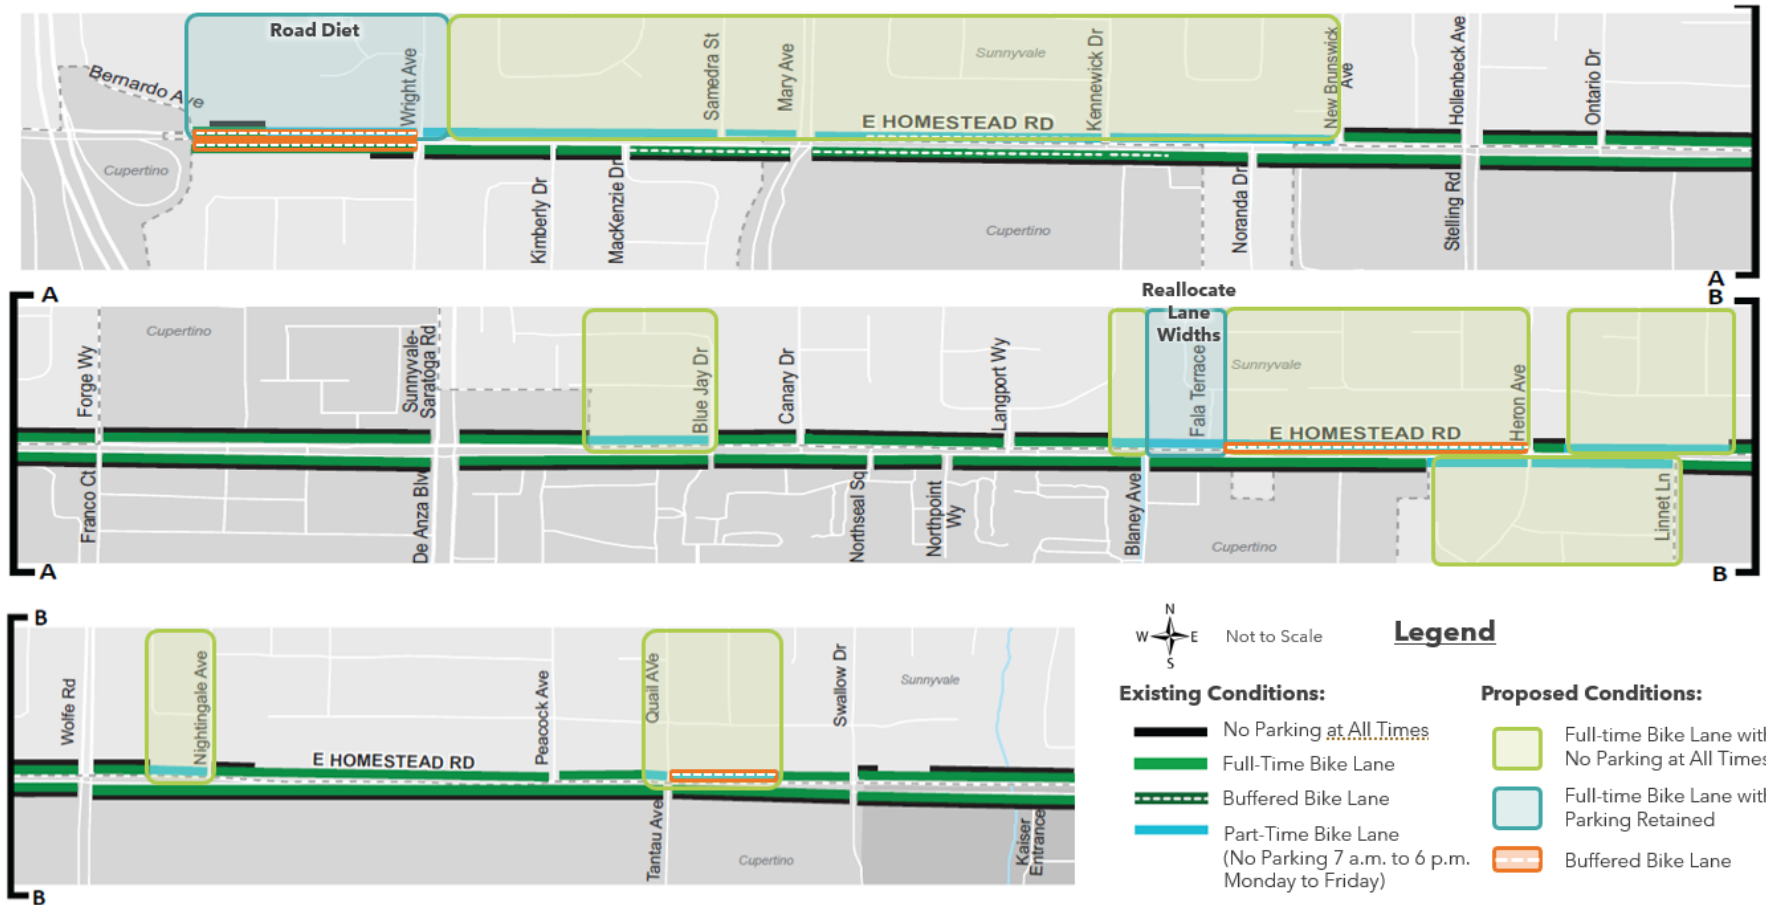 Road Diet
Bernardo Ave
Wright Ave
Samedra St
Mary Ave
Sunnyvale
Kennewick Dr
New Brunswick
Ave
Hollenbeck Ave
Ontario Dr
E HOMESTEAD RD
Cupertino
Kimberly Dr
MacKenzie Dr
Cupertino
Noranda Dr
Stelling Rd
A
A
B
Reallocate
Lane
Widths
Forge Wy
Cupertino
Sunnyvale-
Saratoga Rd
Blue Jay Dr
Canary Dr
Langport Wy
Fala Terrace
Sunnyvale
Heron Ave
E HOMESTEAD RD
Franco Ct
De Anza Blv
Northseal Sq
Northpoint
Wy
Blaney Ave
Cupertino
Linnet Ln
A
B
B
Wolfe Rd
Nightingale Ave
E HOMESTEAD RD
Peacock Ave
Quail AVe
Swallow Dr
Sunnyvale
Tantau Ave
Cupertino
Kaiser
Entrance
B
N
W E
S
Not to Scale
Legend
Existing Conditions:
No Parking at All Times
Full-Time Bike Lane
Buffered Bike Lane
Part-Time Bike Lane
(No Parking 7 a.m. to 6 p.m.
Monday to Friday)
Proposed Conditions:
Full-time Bike Lane with
No Parking at All Times
Full-time Bike Lane with
Parking Retained
Buffered Bike Lane